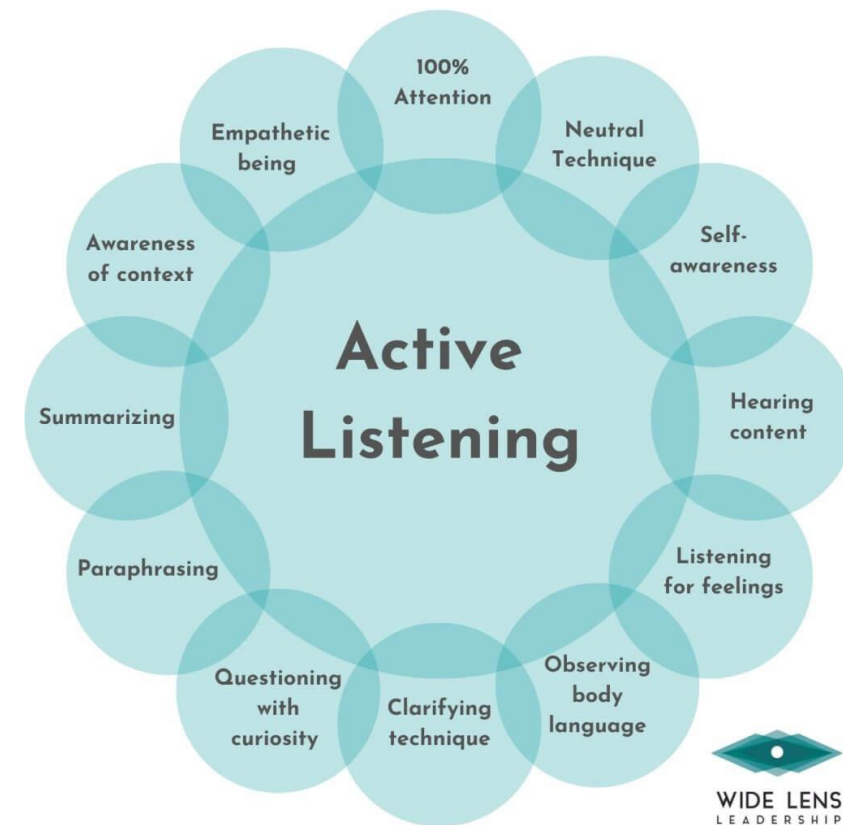 100%
Attention
Neutral
Technique
Self-
awareness
Hearing
content
Listening
for feelings
Observing
body
language
Clarifying
technique
Questioning
with
curiosity
Paraphrasing
Summarizing
Awareness
of context
Empathetic
being
Active
Listening
WIDE LENS
LEADERSHIP